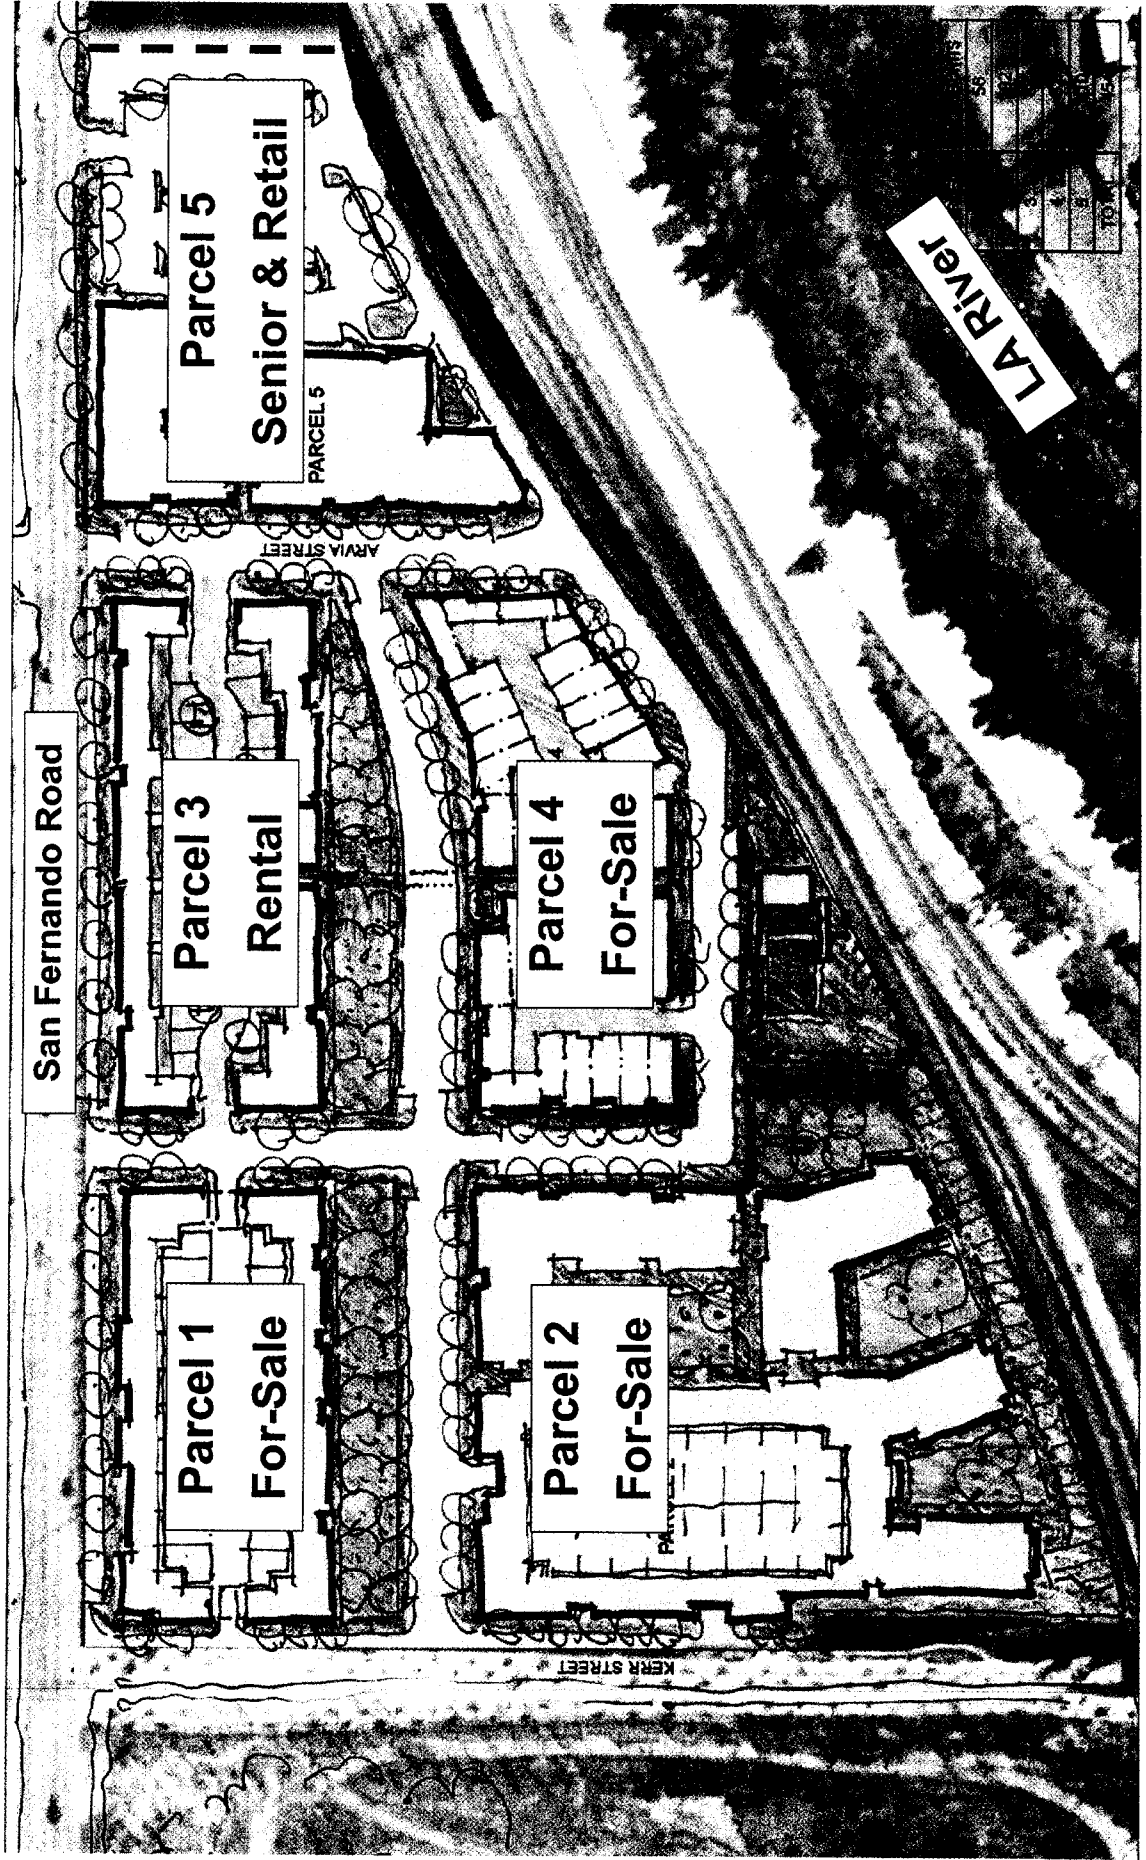 San Fernando Road
Parcel 1
For-Sale
Parcel 3
Rental
Parcel 5
Senior & Retail
PARCEL 5
ARVIA STREET
Parcel 2
For-Sale
Parcel 4
For-Sale
KERR STREET
LA River
56